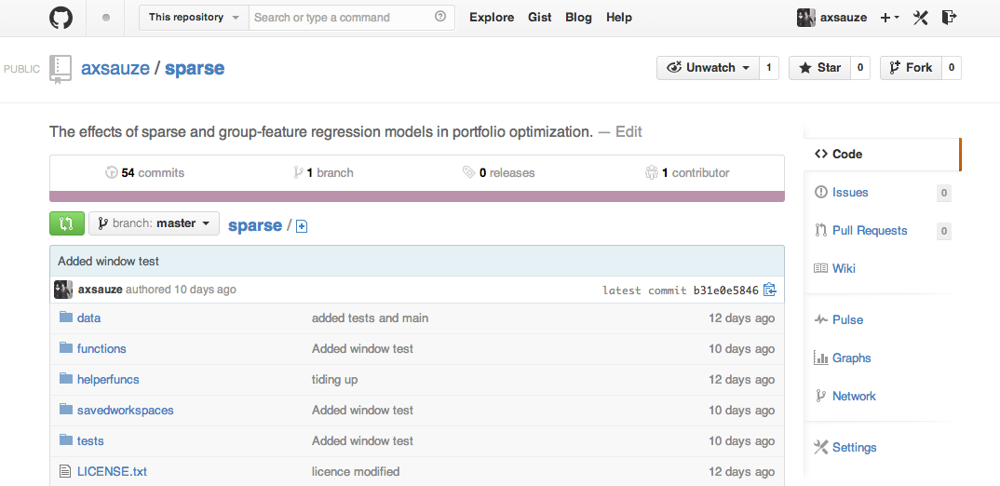 This repository Search or type a command Explore Gist Blog Help axsauze
PUBLIC axsauze / sparse Unwatch 1 Star 0 Fork 0
The effects of sparse and group-feature regression models in portfolio optimization. — Edit
54 commits 1 branch 0 releases 1 contributor
branch: master sparse /
Added window test
axsauze authored 10 days ago latest commit b31e0e5846
data added tests and main 12 days ago
functions Added window test 10 days ago
helperfuncs tiding up 12 days ago
savedworkspaces Added window test 10 days ago
tests Added window test 10 days ago
LICENSE.txt licence modified 12 days ago
Code
Issues 0
Pull Requests 0
Wiki
Pulse
Graphs
Network
Settings